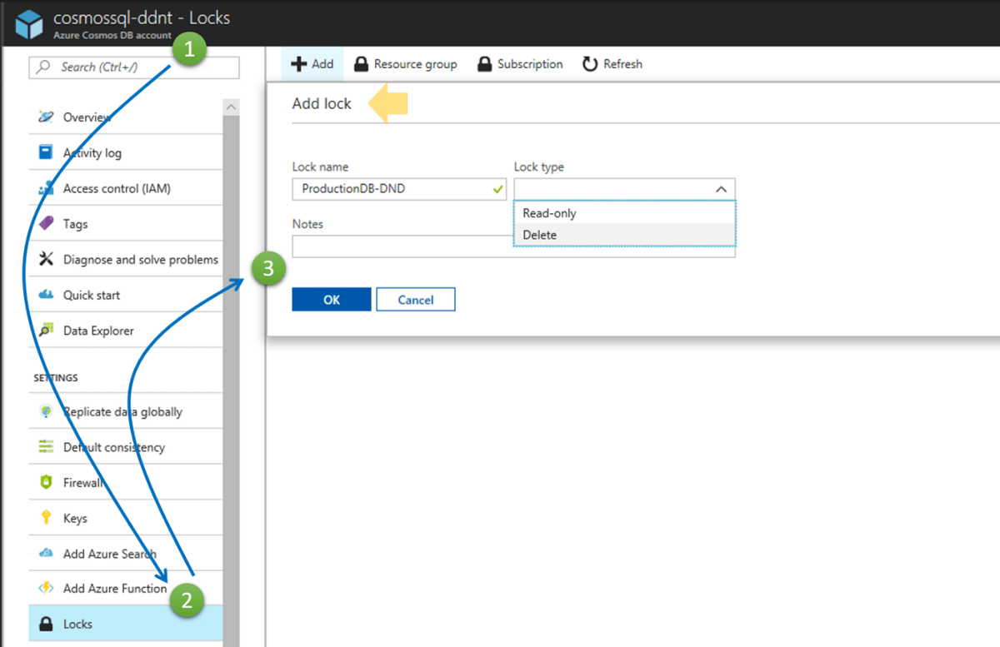 cosmossql-ddnt - Locks
Azure Cosmos DB account
1
Search (Ctrl+/)
Overview
Activity log
Access control (IAM)
Tags
Diagnose and solve problems
Quick start
Data Explorer
SETTINGS
Replicate data globally
Default consistency
Firewall
Keys
Add Azure Search
Add Azure Function
2
Locks
Add Resource group Subscription Refresh
Add lock
Lock name Lock type
ProductionDB-DND
Read-only
Notes
Delete
3
OK Cancel